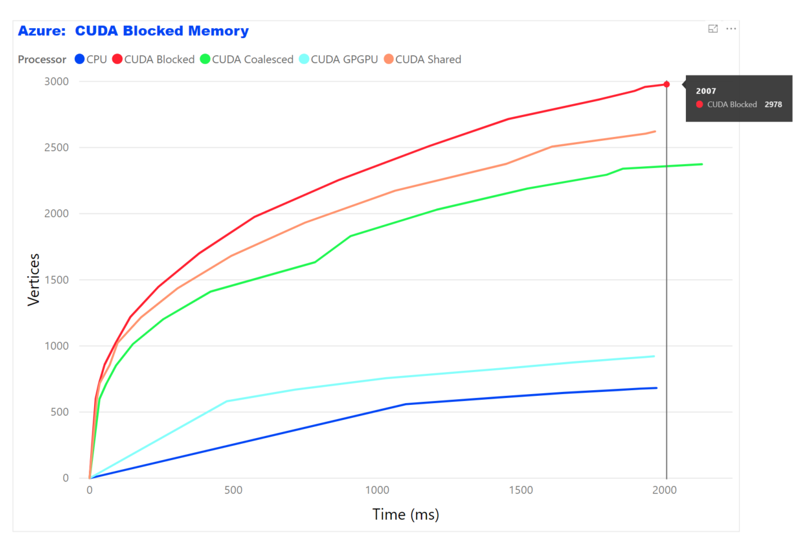 Azure: CUDA Blocked Memory
Processor CPU CUDA Blocked CUDA Coalesced CUDA GPGPU CUDA Shared
3000
2500
2000
1500
1000
500
0
Vertices
0 500 1000 1500 2000
Time (ms)
2007
CUDA Blocked 2978